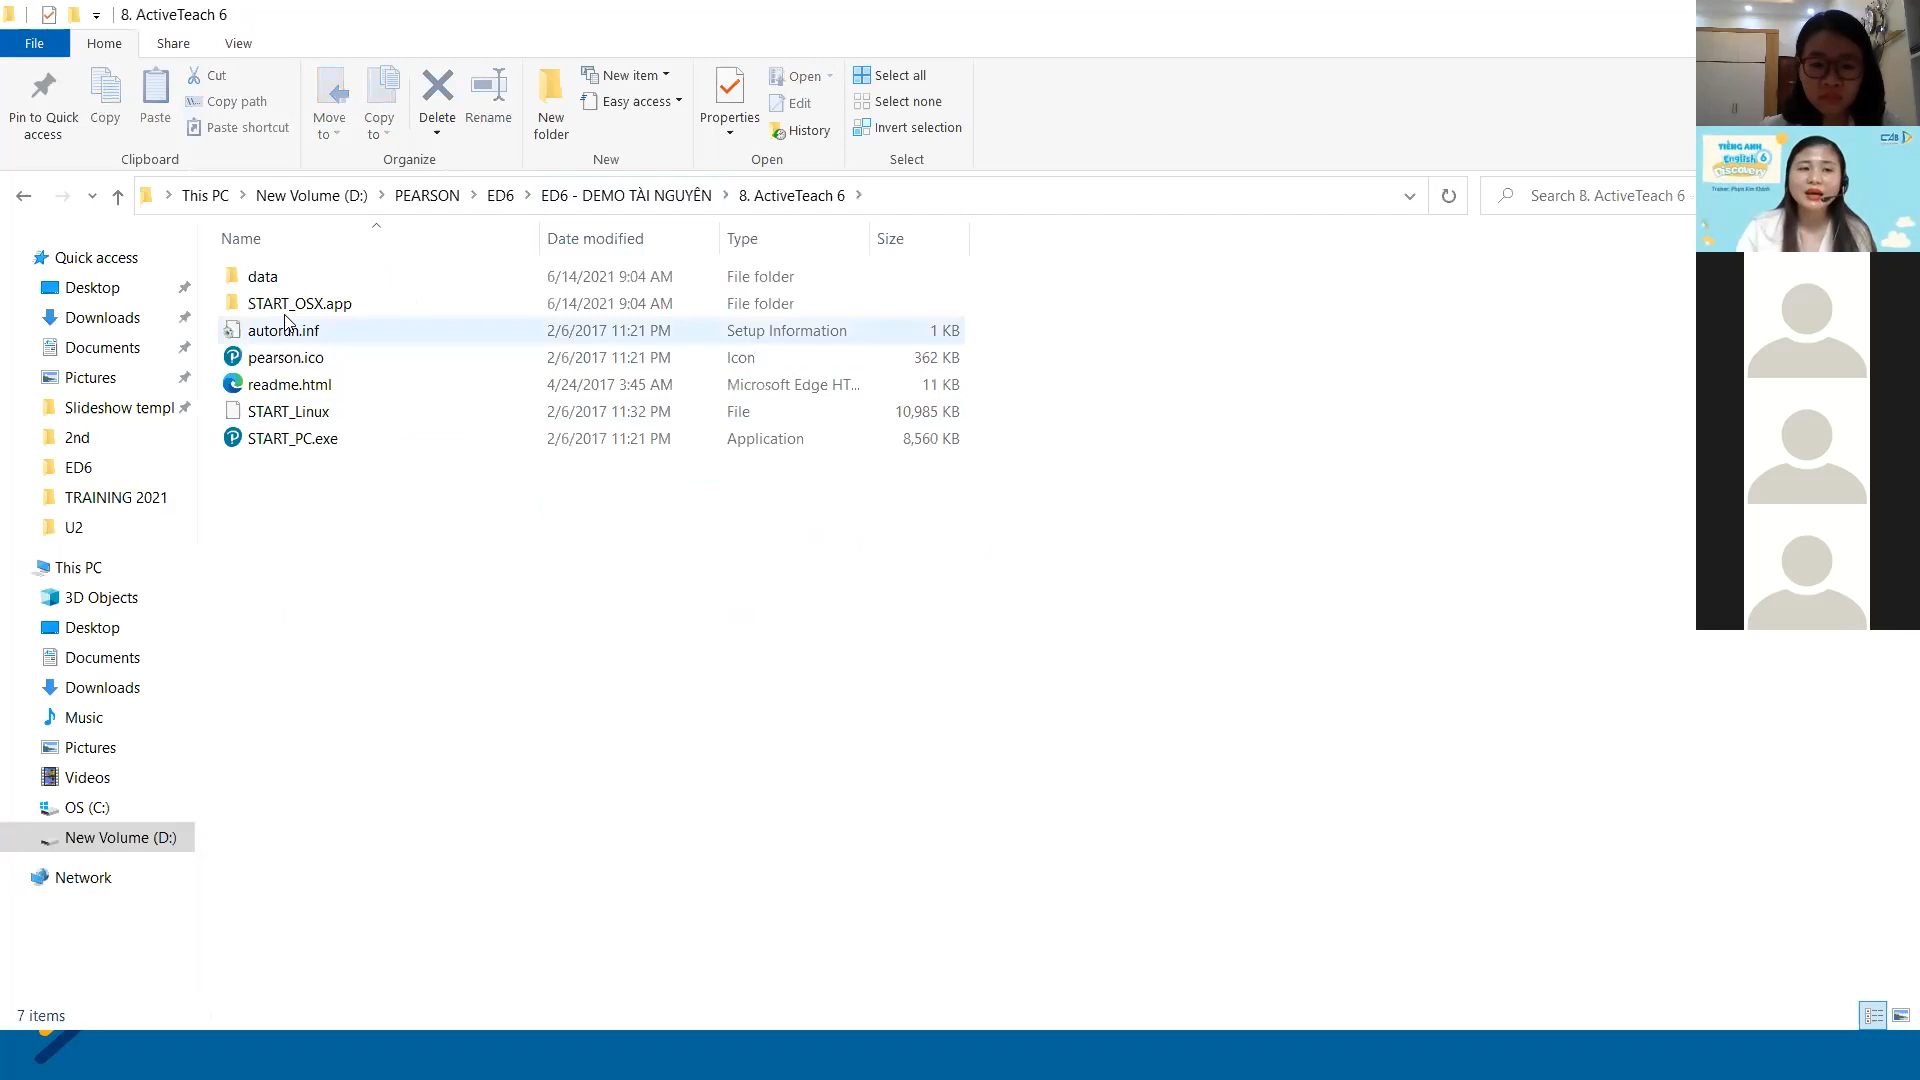 8. ActiveTeach 6
File Home Share View
Pin to Quick access
Copy
Paste
Cut
Copy path
Paste shortcut
Clipboard
Move to
Copy to
Delete
Rename
Organize
New folder
New item
Easy access
New
Properties
Open
Edit
History
Open
Select all
Select none
Invert selection
Select
This PC New Volume (D:) PEARSON ED6 ED6 - DEMO TÀI NGUYÊN 8. ActiveTeach 6
Search 8. ActiveTeach 6
Quick access
Desktop
Downloads
Documents
Pictures
Slideshow templ
2nd
ED6
TRAINING 2021
U2
This PC
3D Objects
Desktop
Documents
Downloads
Music
Pictures
Videos
OS (C:)
New Volume (D:)
Network
Name Date modified Type Size
data 6/14/2021 9:04 AM File folder
START_OSX.app 6/14/2021 9:04 AM File folder
autorun.inf 2/6/2017 11:21 PM Setup Information 1 KB
pearson.ico 2/6/2017 11:21 PM Icon 362 KB
readme.html 4/24/2017 3:45 AM Microsoft Edge HT... 11 KB
START_Linux 2/6/2017 11:32 PM File 10,985 KB
START_PC.exe 2/6/2017 11:21 PM Application 8,560 KB
7 items
TIẾNG ANH
English 6
Discovery
Trainer: Phạm Kim Khánh